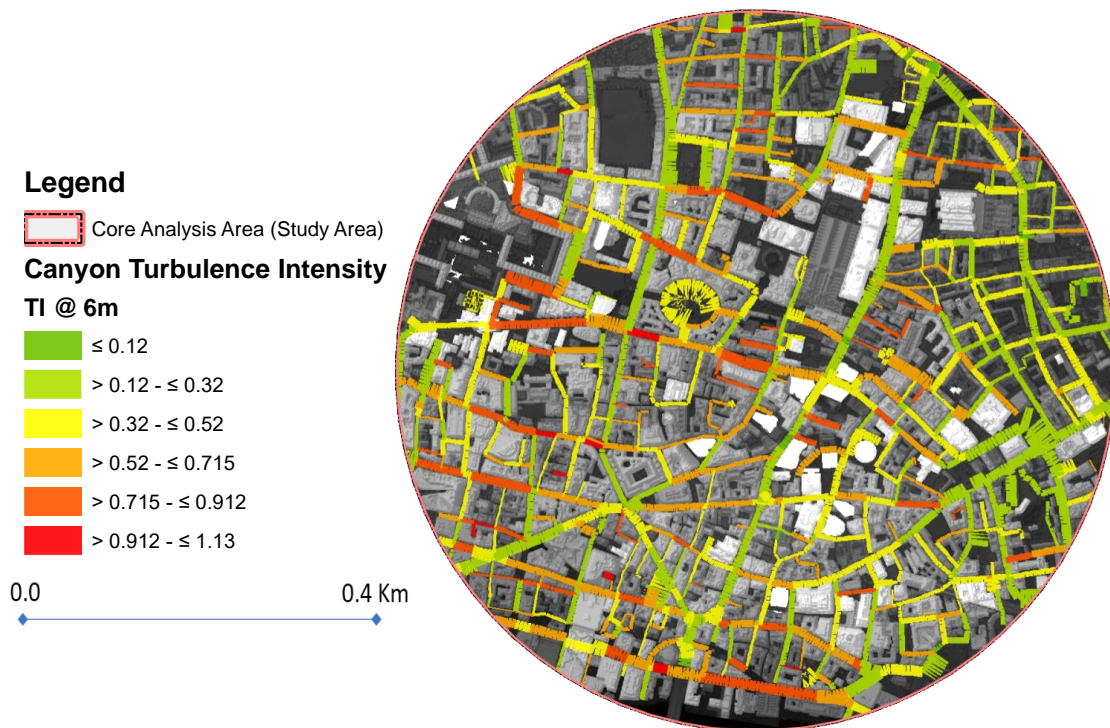 Legend
Core Analysis Area (Study Area)
Canyon Turbulence Intensity
TI @ 6m
≤ 0.12
> 0.12 - ≤ 0.32
> 0.32 - ≤ 0.52
> 0.52 - ≤ 0.715
> 0.715 - ≤ 0.912
> 0.912 - ≤ 1.13
0.0 0.4 Km